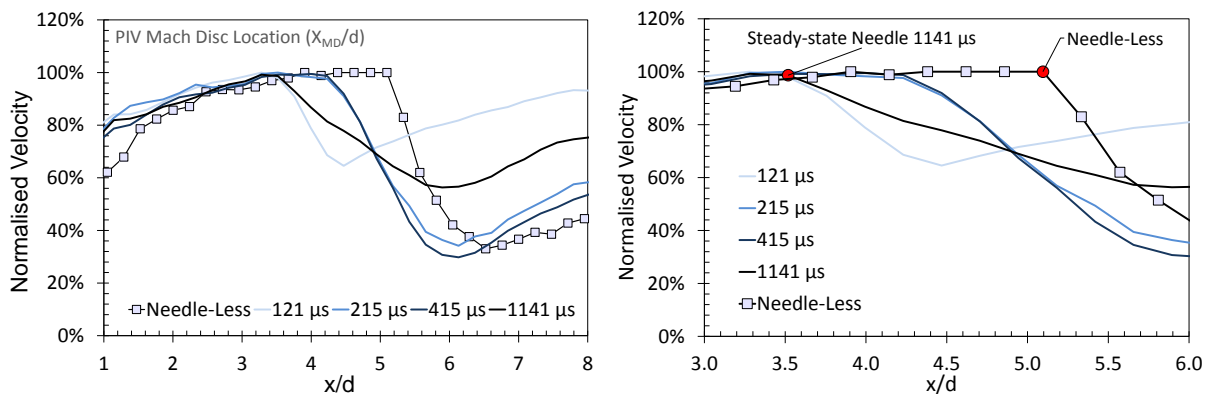 PIV Mach Disc Location (X_MD/d)
120%
100%
80%
60%
40%
20%
0%
Normalised Velocity
Needle-Less 121 µs 215 µs 415 µs 1141 µs
1 2 3 4 5 6 7 8
x/d
Steady-state Needle 1141 µs
Needle-Less
120%
100%
80%
60%
40%
20%
0%
Normalised Velocity
121 µs
215 µs
415 µs
1141 µs
Needle-Less
3.0 3.5 4.0 4.5 5.0 5.5 6.0
x/d